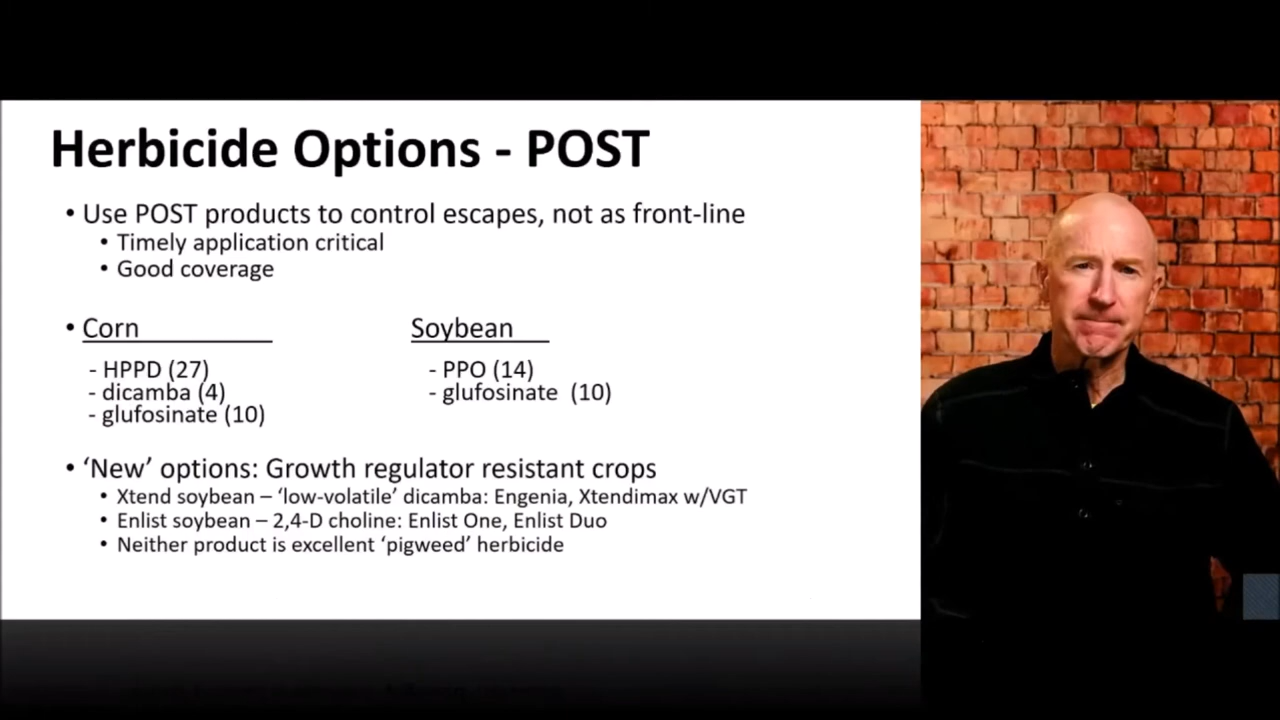 Herbicide Options - POST
• Use POST products to control escapes, not as front-line
• Timely application critical
• Good coverage
• Corn Soybean
- HPPD (27) - PPO (14)
- dicamba (4) - glufosinate (10)
- glufosinate (10)
• ‘New’ options: Growth regulator resistant crops
• Xtend soybean – ‘low-volatile’ dicamba: Engenia, Xtendimax w/VGT
• Enlist soybean – 2,4-D choline: Enlist One, Enlist Duo
• Neither product is excellent ‘pigweed’ herbicide